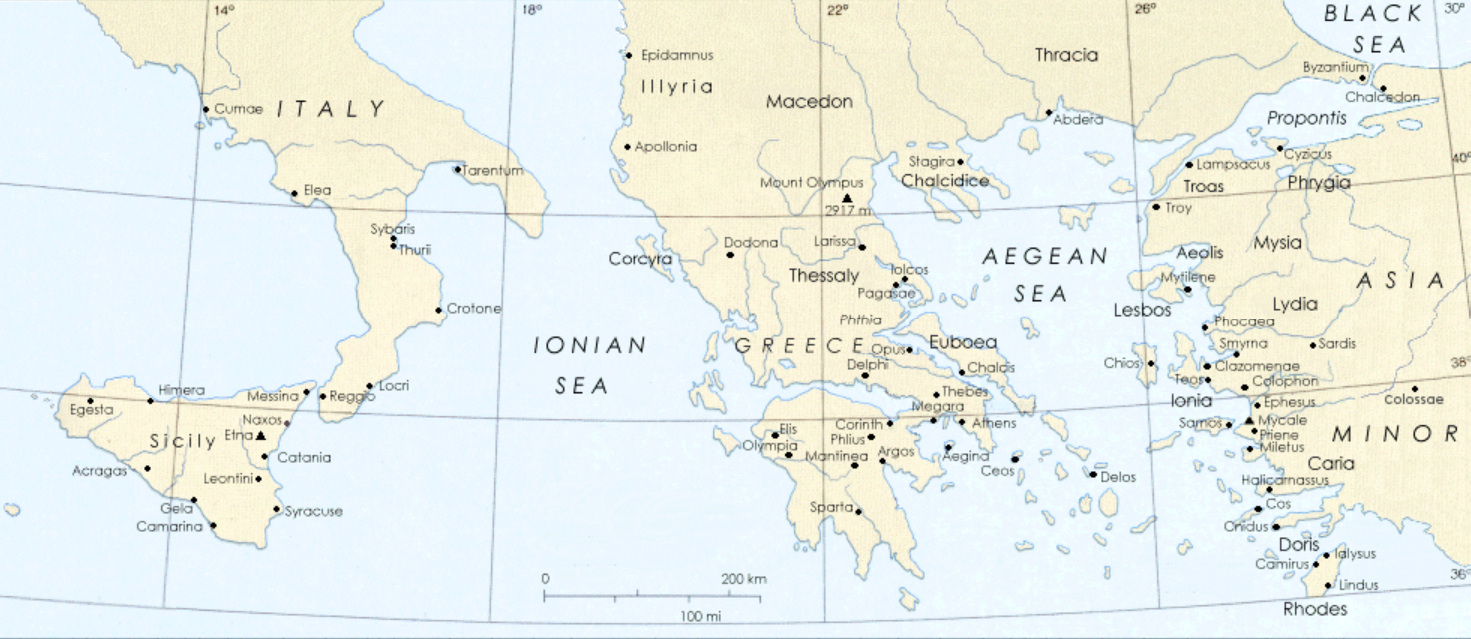 14°
18°
22°
26°
30°
BLACK
SEA
Epidamnus
Thracia
Byzantium
Illyria
Macedon
Chalcedon
Cumae
ITALY
Abdera
Propontis
Apollonia
Stagira
Cyzicus
40°
Tarentum
Lampsacus
Chalcidice
Mount Olympus
Troas
Phrygia
Elea
2917 m
Troy
Sybaris
Thurii
Dodona
Larissa
Mysia
Corcyra
AEGEAN
SEA
Aeolis
Iolcos
Thessaly
Mytilene
ASIA
Pagasae
Crotone
Lesbos
Lydia
Phthia
Phocaea
IONIAN
SEA
GREECE
Opus
Euboea
Smyrna
Sardis
Delphi
Chalcis
Chios
Clazomenae
38°
Teos
Colophon
Himera
Messina
Reggio
Locri
Thebes
Colossae
Egesta
Megara
Ionia
Ephesus
Naxos
Etna
Sicily
Elis
Corinth
Athens
Samos
Mycale
Phlius
Priene
MINOR
Olympia
Mantinea
Argos
Aegina
Miletus
Catania
Acragas
Ceos
Caria
Leontini
Delos
Halicarnassus
Gela
Syracuse
Sparta
Cos
Camarina
Cnidus
Doris
Ialysus
Camirus
36°
0
200 km
Lindus
100 mi
Rhodes